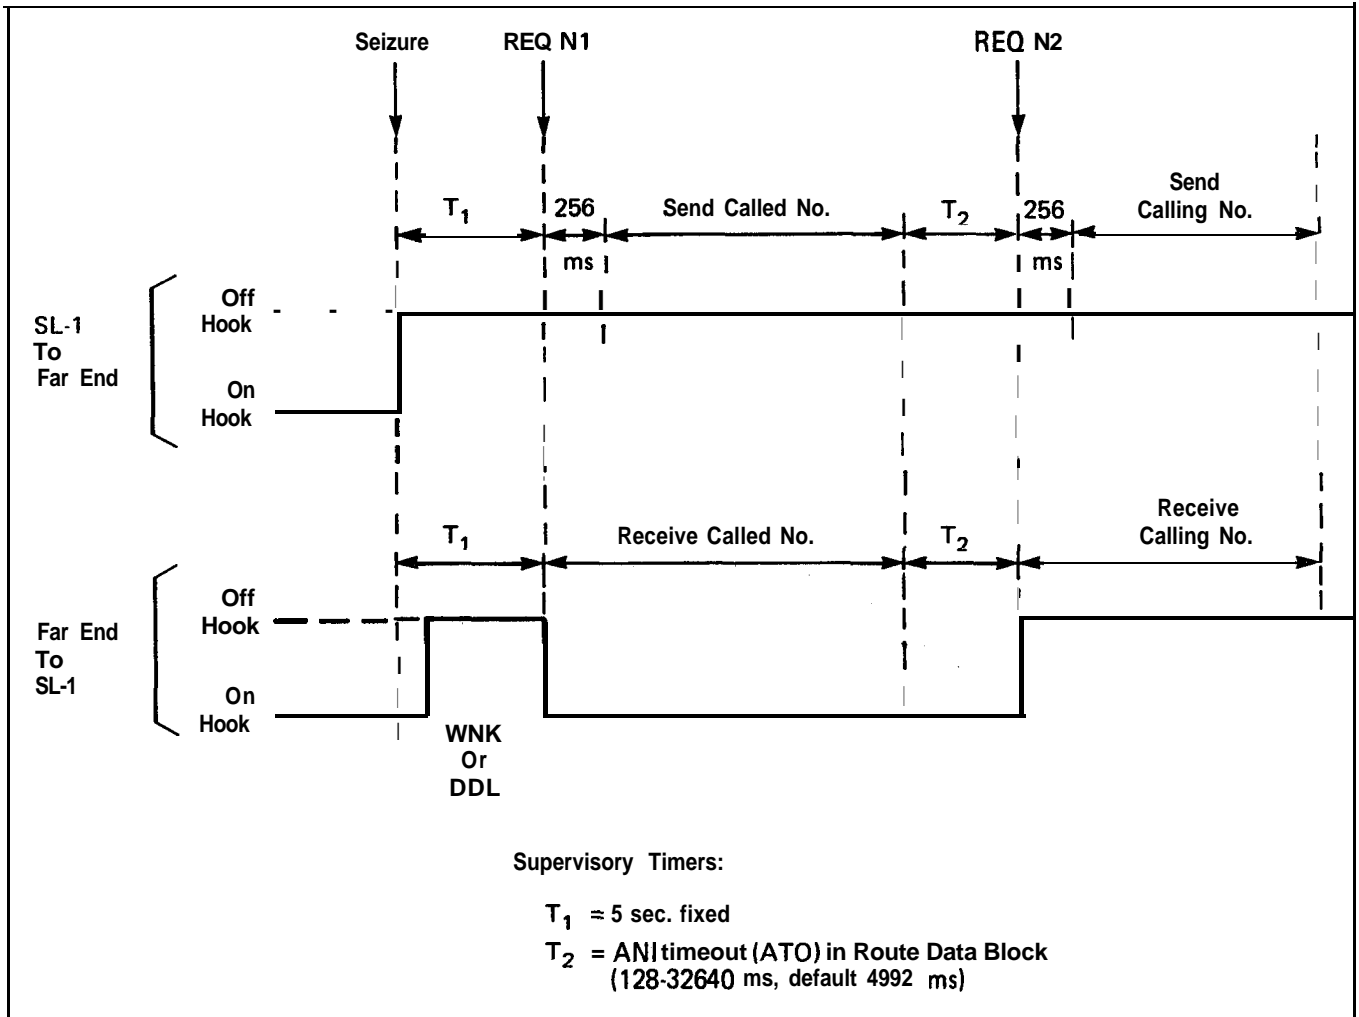 Seizure REQ N1 REQ N2
T1 256 ms Send Called No. T2 256 ms Send Calling No.
SL-1 To Far End
Off Hook
On Hook
T1 Receive Called No. T2 Receive Calling No.
Far End To SL-1
Off Hook
On Hook
WNK
Or
DDL
Supervisory Timers:
T1 = 5 sec. fixed
T2 = ANI timeout (ATO) in Route Data Block
(128-32640 ms, default 4992 ms)